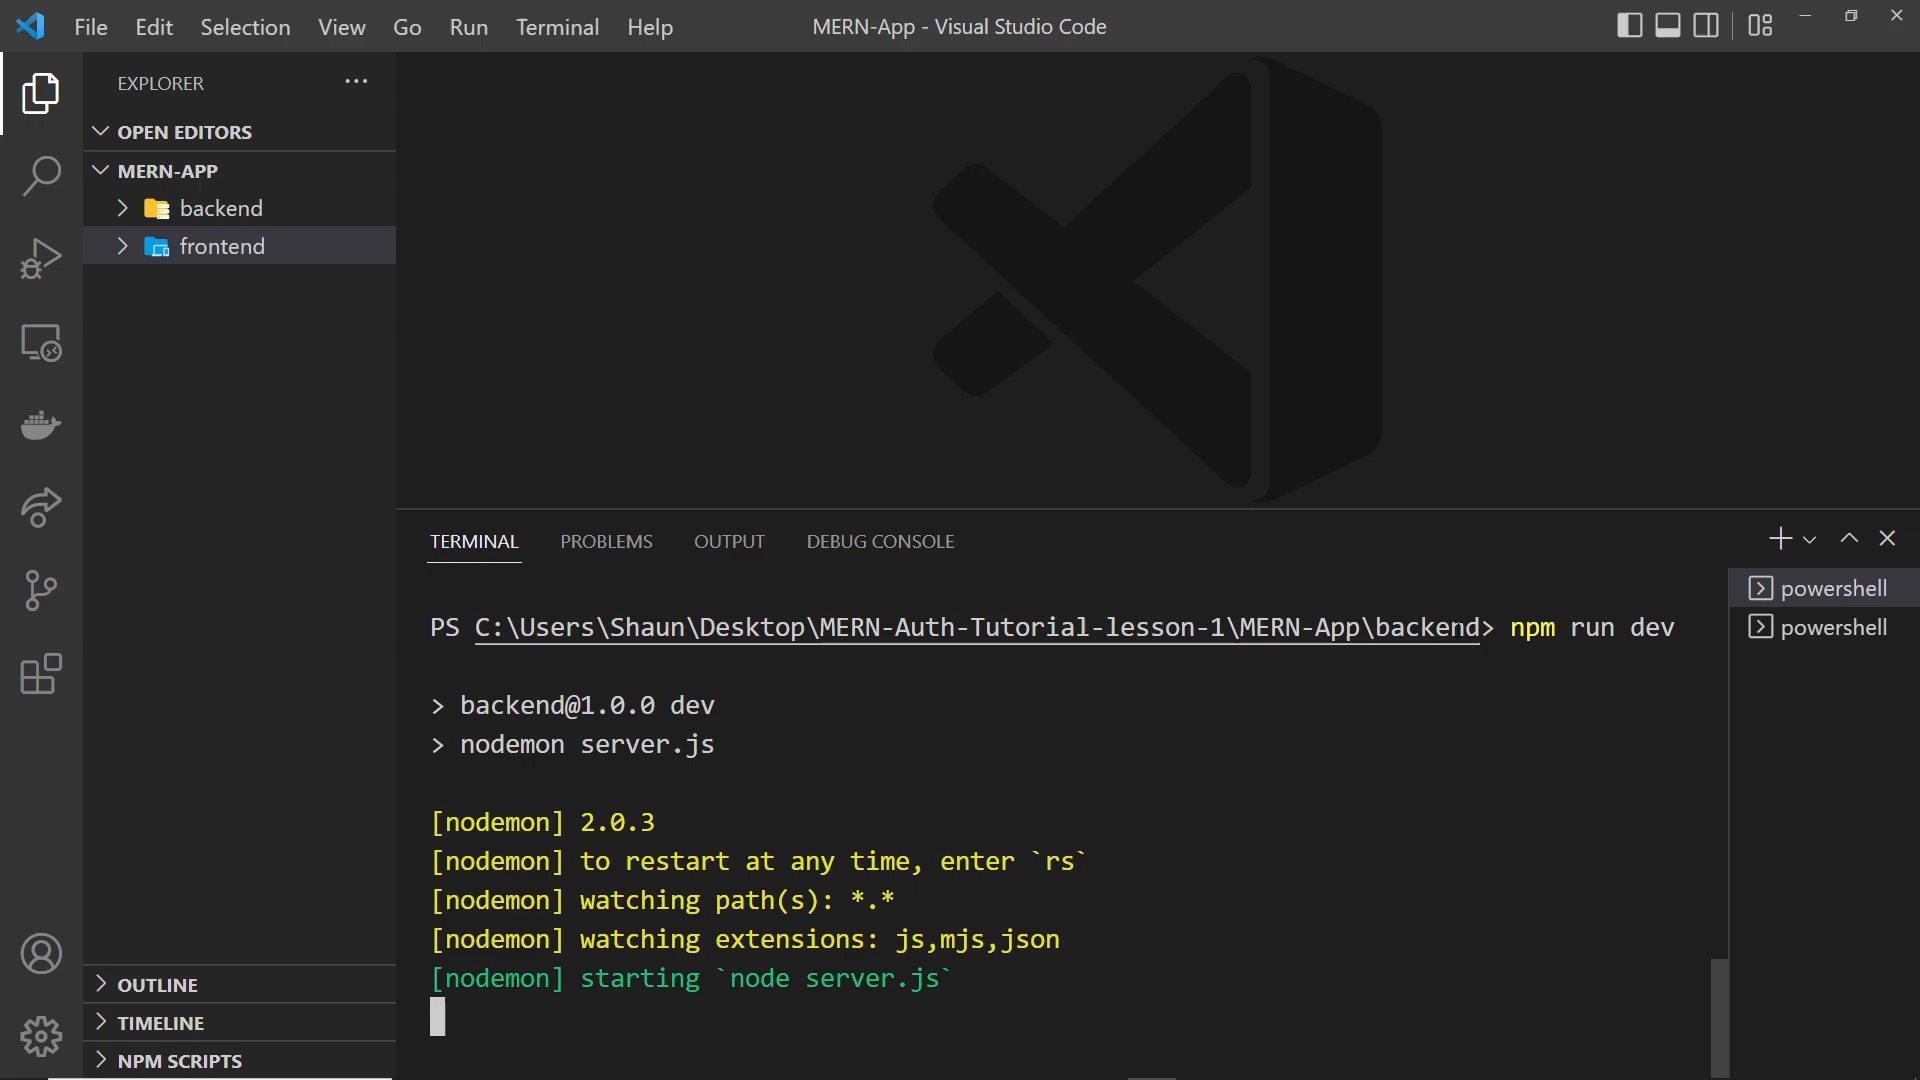 File Edit Selection View Go Run Terminal Help
MERN-App - Visual Studio Code
EXPLORER
OPEN EDITORS
MERN-APP
backend
frontend
OUTLINE
TIMELINE
NPM SCRIPTS
TERMINAL PROBLEMS OUTPUT DEBUG CONSOLE
PS C:\Users\Shaun\Desktop\MERN-Auth-Tutorial-lesson-1\MERN-App\backend> npm run dev
> backend@1.0.0 dev
> nodemon server.js
[nodemon] 2.0.3
[nodemon] to restart at any time, enter `rs`
[nodemon] watching path(s): *.*
[nodemon] watching extensions: js,mjs,json
[nodemon] starting `node server.js`
powershell
powershell